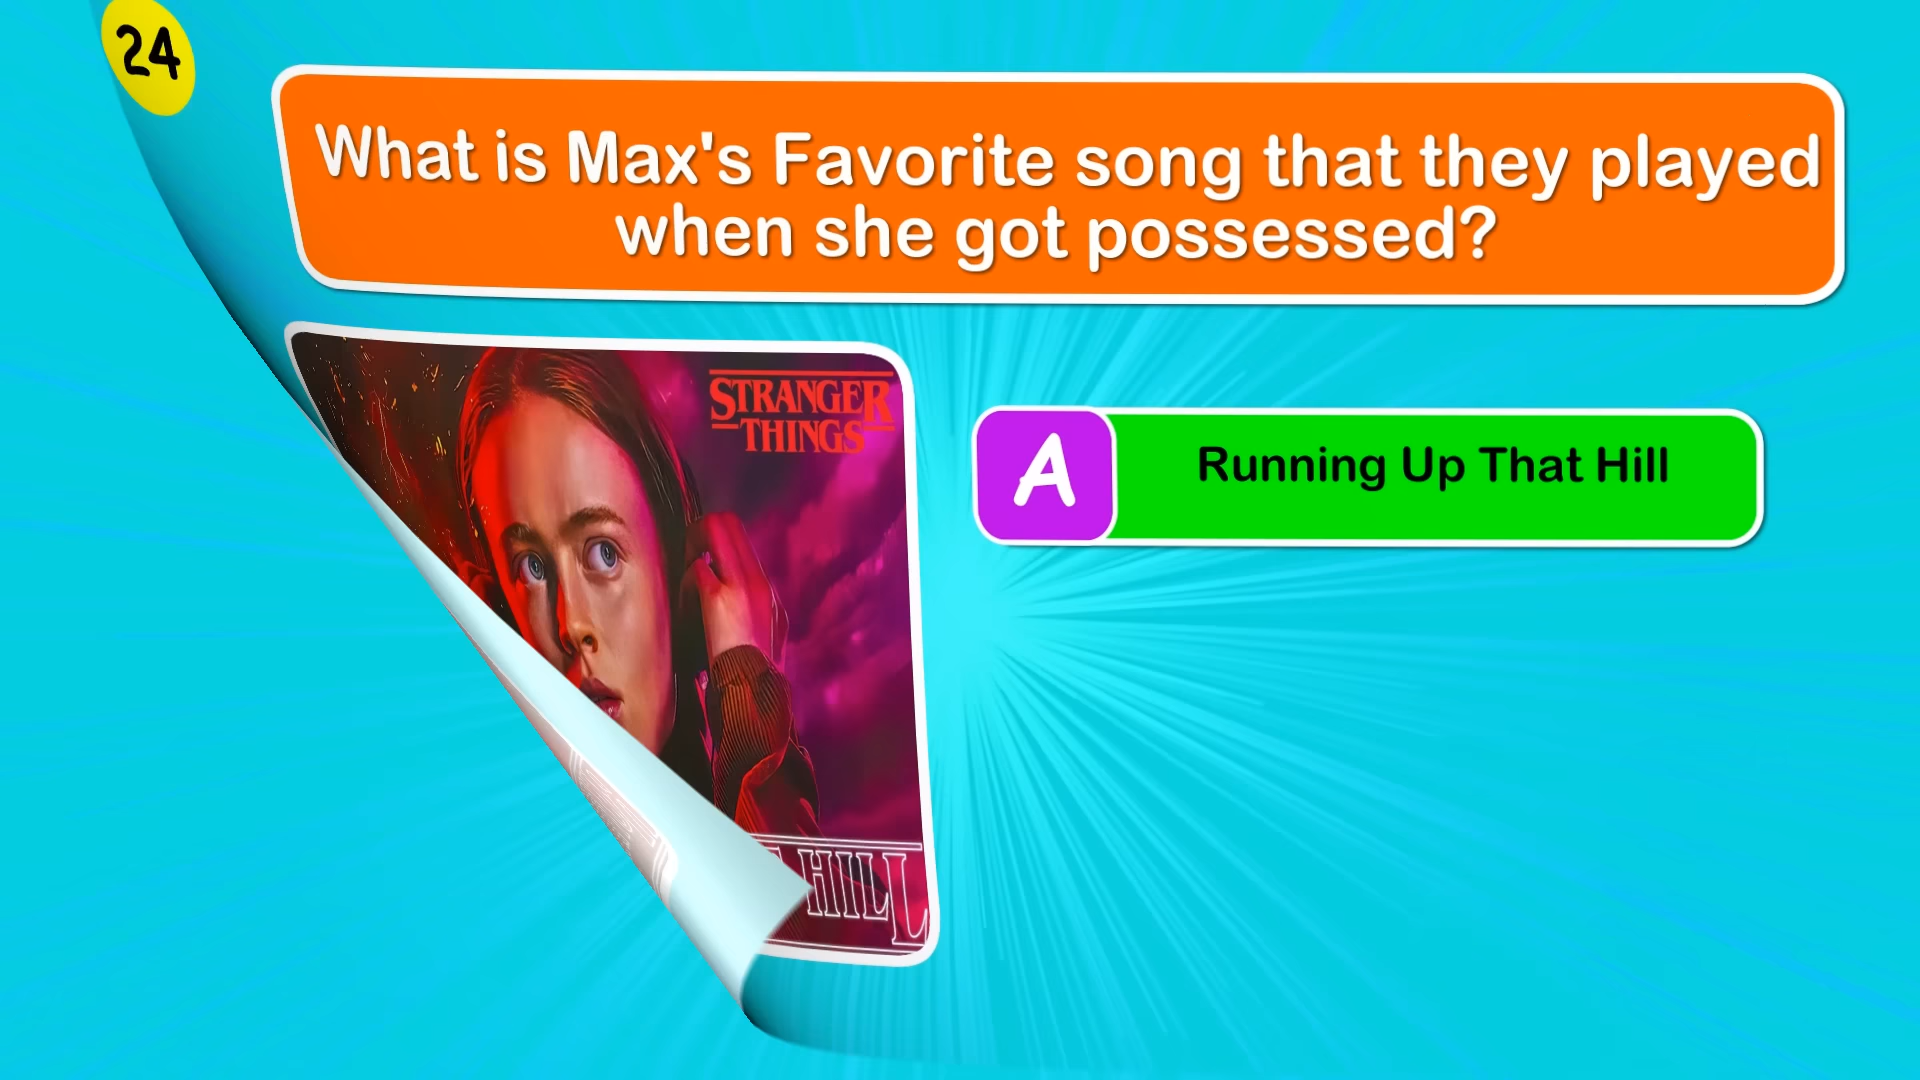 24
What is Max's Favorite song that they played
when she got possessed?
STRANGER
THINGS
A
Running Up That Hill
HILL